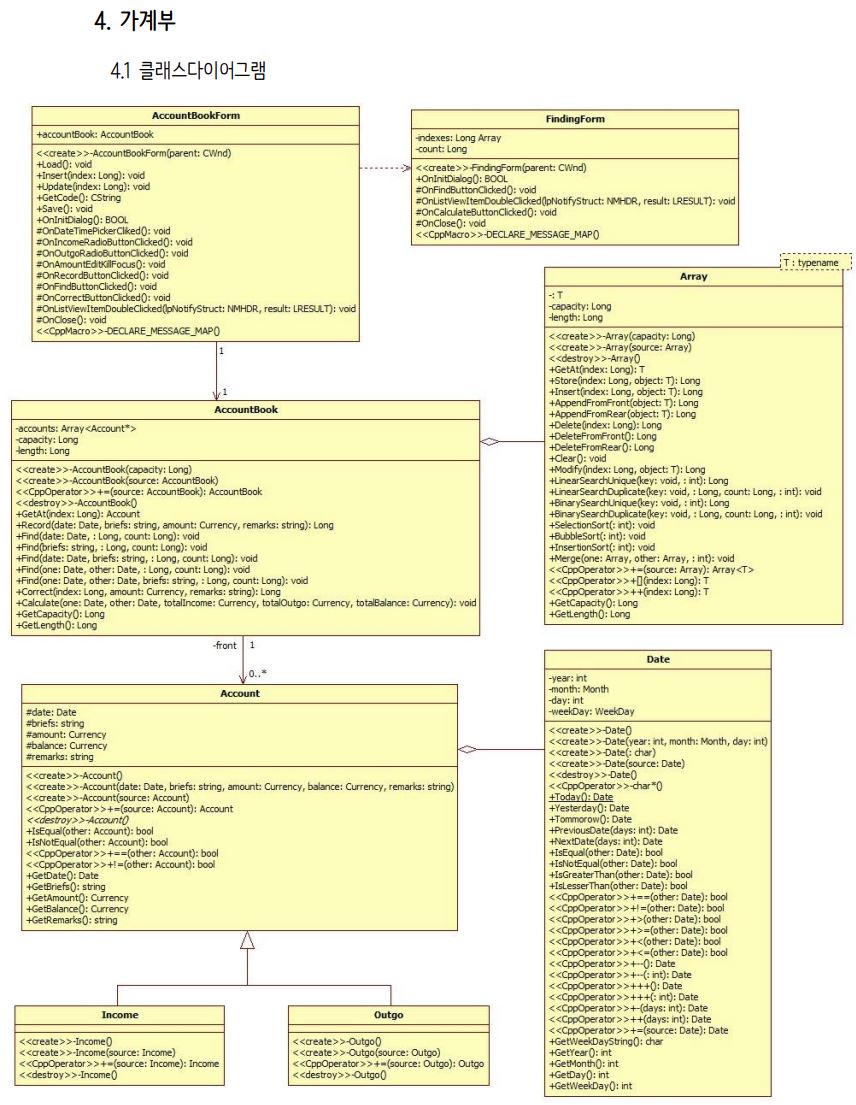 4. 가계부
4.1 클래스다이어그램
AccountBookForm
+accountBook: AccountBook
<<create>>-AccountBookForm(parent: CWnd)
+Load(): void
+Insert(index: Long): void
+Update(index: Long): void
+GetCode(): CString
+Save(): void
+OnInitDialog(): BOOL
#OnDateTimePickerCliked(): void
#OnIncomeRadioButtonClicked(): void
#OnOutgoRadioButtonClicked(): void
#OnAmountEditKillFocus(): void
#OnRecordButtonClicked(): void
#OnFindButtonClicked(): void
#OnCorrectButtonClicked(): void
#OnListViewItemDoubleClicked(lpNotifyStruct: NMHDR, result: LRESULT): void
#OnClose(): void
<<CppMacro>>-DECLARE_MESSAGE_MAP()
FindingForm
-indexes: Long Array
-count: Long
<<create>>-FindingForm(parent: CWnd)
+OnInitDialog(): BOOL
#OnFindButtonClicked(): void
#OnListViewItemDoubleClicked(lpNotifyStruct: NMHDR, result: LRESULT): void
#OnCalculateButtonClicked(): void
#OnClose(): void
<<CppMacro>>-DECLARE_MESSAGE_MAP()
T : typename
Array
-: T
-capacity: Long
-length: Long
<<create>>-Array(capacity: Long)
<<create>>-Array(source: Array)
<<destroy>>-Array()
+GetAt(index: Long): T
+Store(index: Long, object: T): Long
+Insert(index: Long, object: T): Long
+AppendFromFront(object: T): Long
+AppendFromRear(object: T): Long
+Delete(index: Long): Long
+DeleteFromFront(): Long
+DeleteFromRear(): Long
+Clear(): void
+Modify(index: Long, object: T): Long
+LinearSearchUnique(key: void, : int): Long
+LinearSearchDuplicate(key: void, : Long, count: Long, : int): void
+BinarySearchUnique(key: void, : int): Long
+BinarySearchDuplicate(key: void, : Long, count: Long, : int): void
+SelectionSort(: int): void
+BubbleSort(: int): void
+InsertionSort(: int): void
+Merge(one: Array, other: Array, : int): void
<<CppOperator>>+=(source: Array): Array<T>
<<CppOperator>>+[](index: Long): T
<<CppOperator>>++(index: Long): T
+GetCapacity(): Long
+GetLength(): Long
1
1
AccountBook
-accounts: Array<Account*>
-capacity: Long
-length: Long
<<create>>-AccountBook(capacity: Long)
<<create>>-AccountBook(source: AccountBook)
<<CppOperator>>+=(source: AccountBook): AccountBook
<<destroy>>-AccountBook()
+GetAt(index: Long): Account
+Record(date: Date, briefs: string, amount: Currency, remarks: string): Long
+Find(date: Date, : Long, count: Long): void
+Find(briefs: string, : Long, count: Long): void
+Find(date: Date, briefs: string, : Long, count: Long): void
+Find(one: Date, other: Date, : Long, count: Long): void
+Find(one: Date, other: Date, briefs: string, : Long, count: Long): void
+Correct(index: Long, amount: Currency, remarks: string): Long
+Calculate(one: Date, other: Date, totalIncome: Currency, totalOutgo: Currency, totalBalance: Currency): void
+GetCapacity(): Long
+GetLength(): Long
-front 1
0..*
Account
#date: Date
#briefs: string
#amount: Currency
#balance: Currency
#remarks: string
<<create>>-Account()
<<create>>-Account(date: Date, briefs: string, amount: Currency, balance: Currency, remarks: string)
<<create>>-Account(source: Account)
<<CppOperator>>+=(source: Account): Account
<<destroy>>-Account()
+IsEqual(other: Account): bool
+IsNotEqual(other: Account): bool
<<CppOperator>>+==(other: Account): bool
<<CppOperator>>+!=(other: Account): bool
+GetDate(): Date
+GetBriefs(): string
+GetAmount(): Currency
+GetBalance(): Currency
+GetRemarks(): string
Date
-year: int
-month: Month
-day: int
-weekDay: WeekDay
<<create>>-Date()
<<create>>-Date(year: int, month: Month, day: int)
<<create>>-Date(: char)
<<create>>-Date(source: Date)
<<destroy>>-Date()
<<CppOperator>>-char*()
+Today(): Date
+Yesterday(): Date
+Tommorow(): Date
+PreviousDate(days: int): Date
+NextDate(days: int): Date
+IsEqual(other: Date): bool
+IsNotEqual(other: Date): bool
+IsGreaterThan(other: Date): bool
+IsLesserThan(other: Date): bool
<<CppOperator>>+==(other: Date): bool
<<CppOperator>>+!=(other: Date): bool
<<CppOperator>>+>(other: Date): bool
<<CppOperator>>+>=(other: Date): bool
<<CppOperator>>+<(other: Date): bool
<<CppOperator>>+<=(other: Date): bool
<<CppOperator>>+--(): Date
<<CppOperator>>+--(: int): Date
<<CppOperator>>+++(): Date
<<CppOperator>>+++(: int): Date
<<CppOperator>>+-(days: int): Date
<<CppOperator>>++(days: int): Date
<<CppOperator>>+=(source: Date): Date
+GetWeekDayString(): char
+GetYear(): int
+GetMonth(): int
+GetDay(): int
+GetWeekDay(): int
Income
<<create>>-Income()
<<create>>-Income(source: Income)
<<CppOperator>>+=(source: Income): Income
<<destroy>>-Income()
Outgo
<<create>>-Outgo()
<<create>>-Outgo(source: Outgo)
<<CppOperator>>+=(source: Outgo): Outgo
<<destroy>>-Outgo()